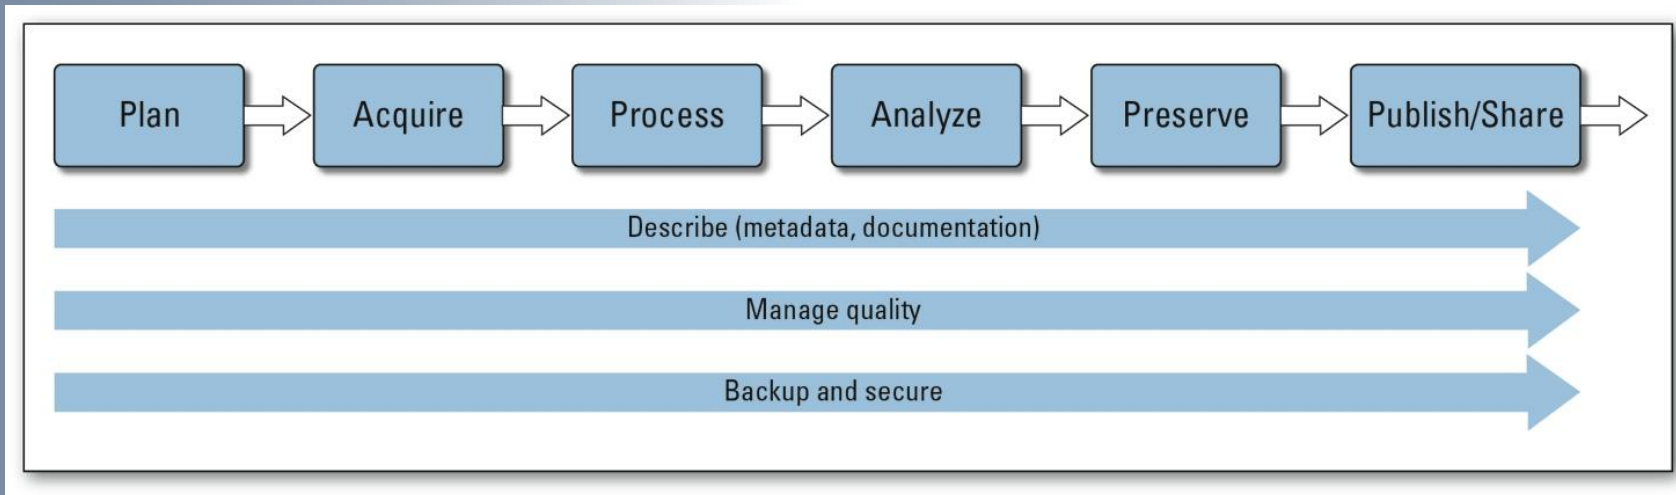 Plan
Acquire
Process
Analyze
Preserve
Publish/Share
Describe (metadata, documentation)
Manage quality
Backup and secure